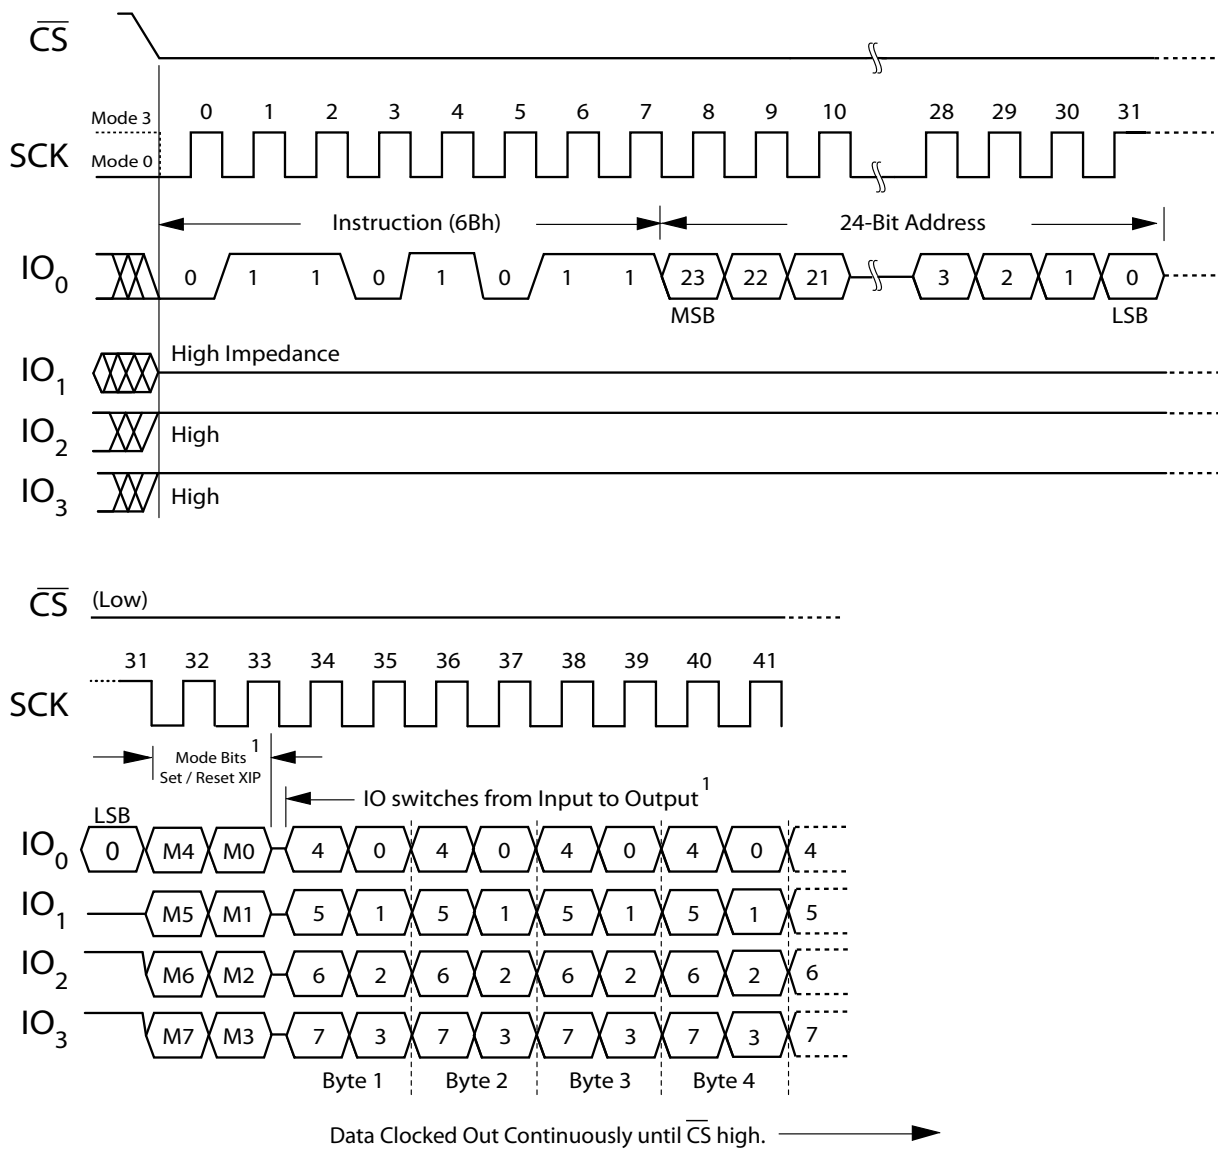 CS
Mode 3
0 1 2 3 4 5 6 7 8 9 10 28 29 30 31
SCK
Mode 0
Instruction (6Bh) 24-Bit Address
IO0 0 1 1 0 1 0 1 1 23 22 21 3 2 1 0
MSB LSB
High Impedance
IO1
IO2 High
IO3 High
CS (Low)
31 32 33 34 35 36 37 38 39 40 41
SCK
Mode Bits 1
Set / Reset XIP
IO switches from Input to Output 1
LSB
IO0 0 M4 M0 4 0 4 0 4 0 4 0 4
IO1 M5 M1 5 1 5 1 5 1 5 1 5
IO2 M6 M2 6 2 6 2 6 2 6 2 6
IO3 M7 M3 7 3 7 3 7 3 7 3 7
Byte 1 Byte 2 Byte 3 Byte 4
Data Clocked Out Continuously until CS high.